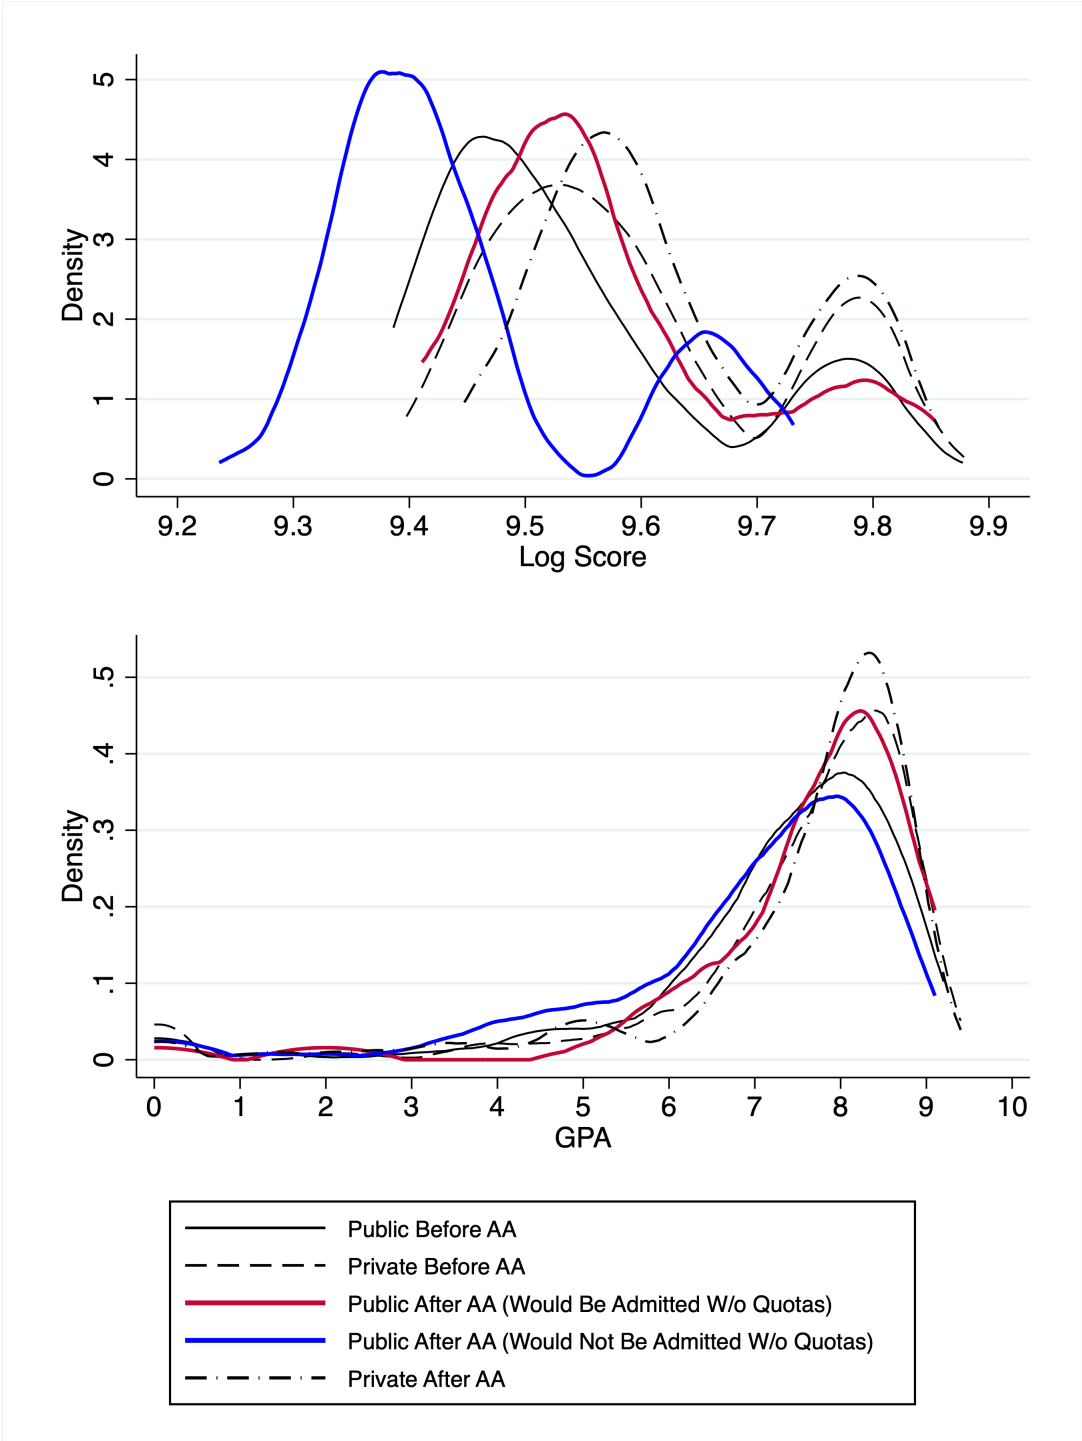 5
4
3
2
1
0
Density
9.2 9.3 9.4 9.5 9.6 9.7 9.8 9.9
Log Score
.5
.4
.3
.2
.1
0
Density
0 1 2 3 4 5 6 7 8 9 10
GPA
Public Before AA
Private Before AA
Public After AA (Would Be Admitted W/o Quotas)
Public After AA (Would Not Be Admitted W/o Quotas)
Private After AA